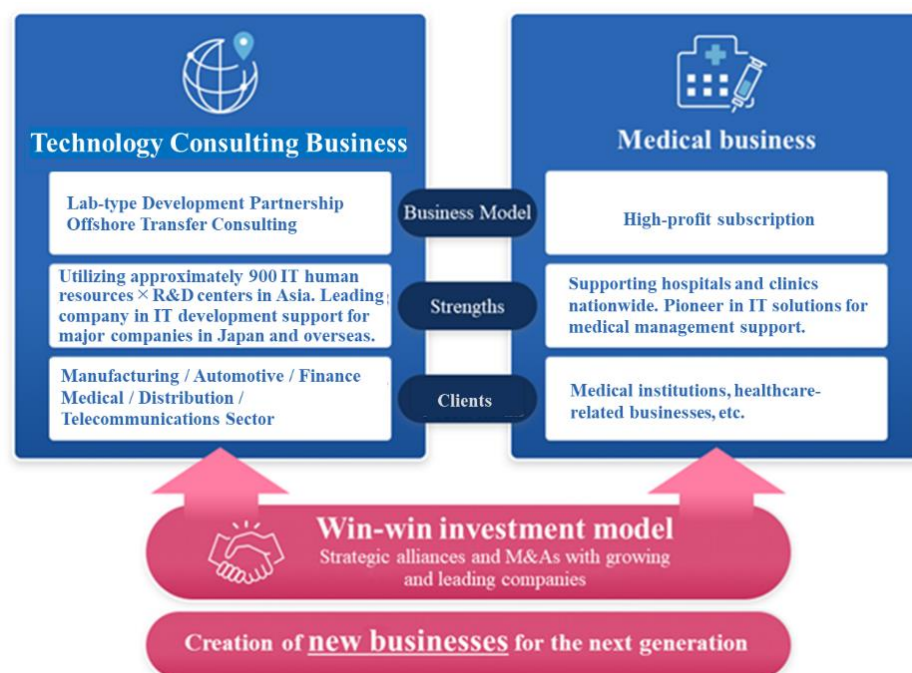 Technology Consulting Business
Lab-type Development Partnership
Offshore Transfer Consulting
Utilizing approximately 900 IT human
resources × R&D centers in Asia. Leading
company in IT development support for
major companies in Japan and overseas.
Manufacturing / Automotive / Finance
Medical / Distribution /
Telecommunications Sector
Business Model
Strengths
Clients
Medical business
High-profit subscription
Supporting hospitals and clinics
nationwide. Pioneer in IT solutions for
medical management support.
Medical institutions, healthcare-
related businesses, etc.
Win-win investment model
Strategic alliances and M&As with growing
and leading companies
Creation of new businesses for the next generation